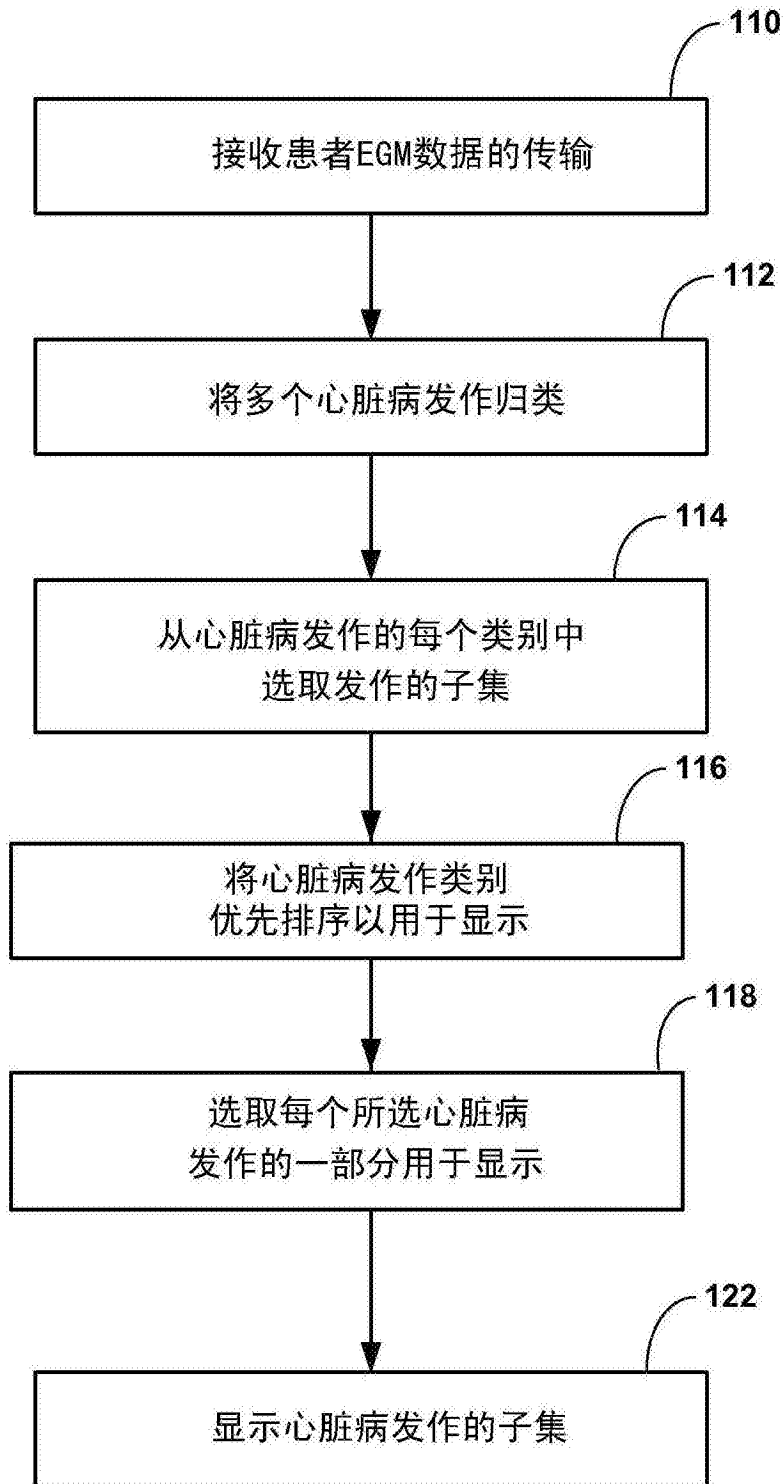 110
接收患者EGM数据的传输
112
将多个心脏病发作归类
114
从心脏病发作的每个类别中
选取发作的子集
116
将心脏病发作类别
优先排序以用于显示
118
选取每个所选心脏病
发作的一部分用于显示
122
显示心脏病发作的子集